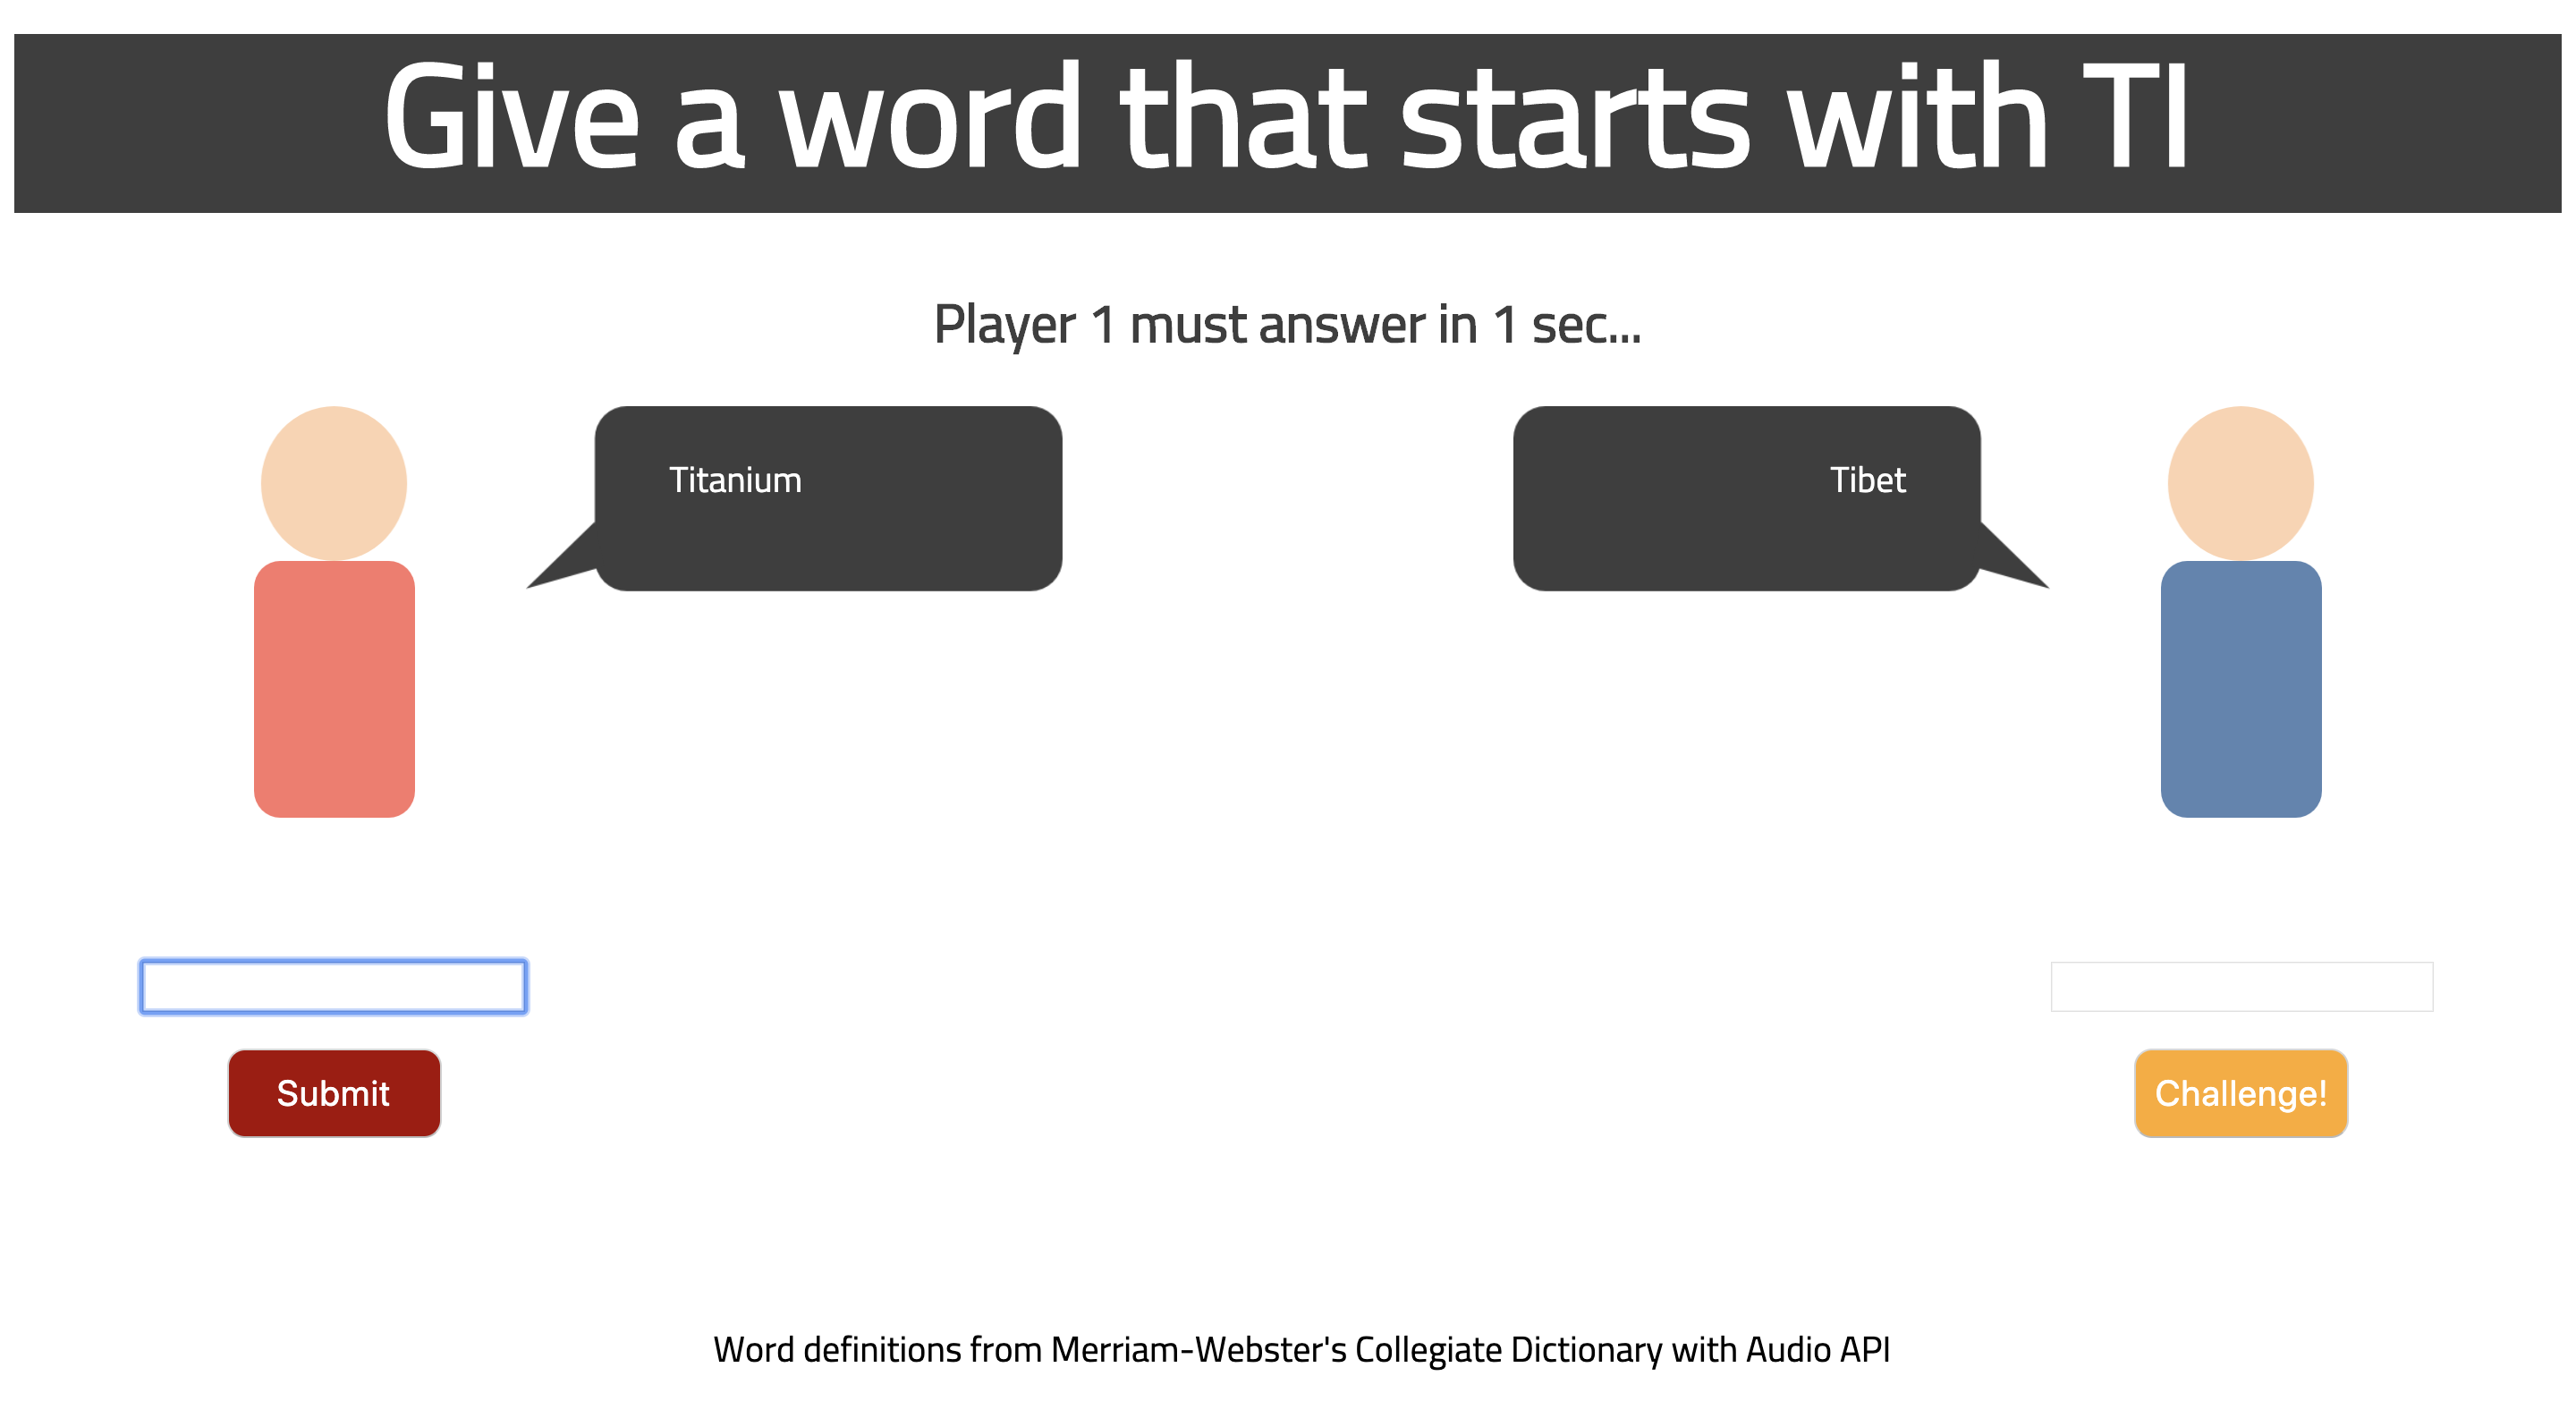 Give a word that starts with TI
Player 1 must answer in 1 sec...
Titanium
Tibet
Submit
Challenge!
Word definitions from Merriam-Webster's Collegiate Dictionary with Audio API